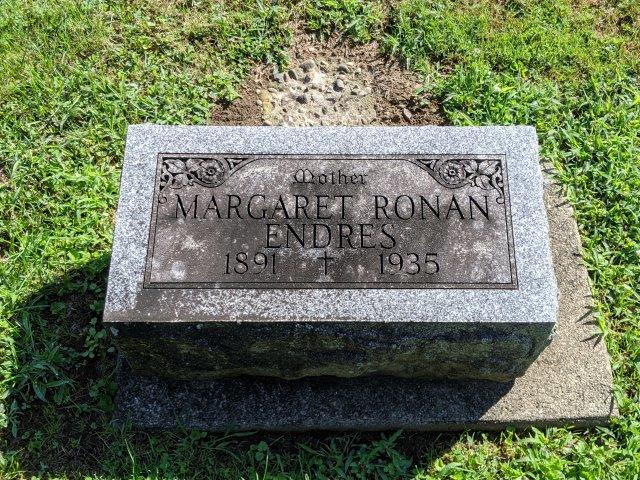 Mother
MARGARET RONAN
ENDRES
1891 † 1935